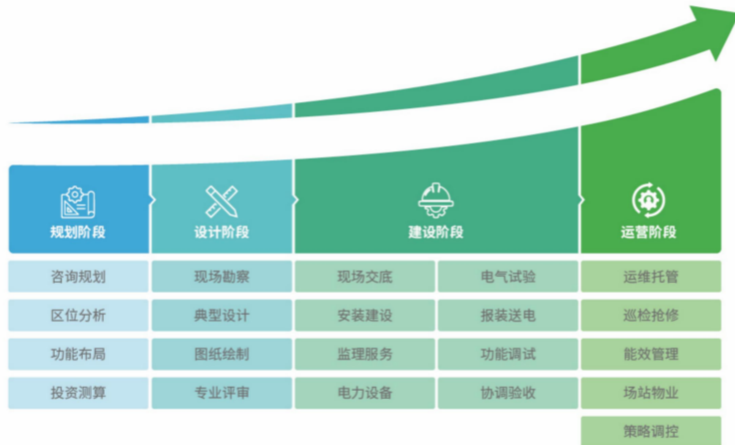 规划阶段
设计阶段
建设阶段
运营阶段
咨询规划
现场勘察
现场交底
电气试验
运维托管
区位分析
典型设计
安装建设
报装送电
巡检抢修
功能布局
图纸绘制
监理服务
功能调试
能效管理
投资测算
专业评审
电力设备
协调验收
场站物业
策略调控